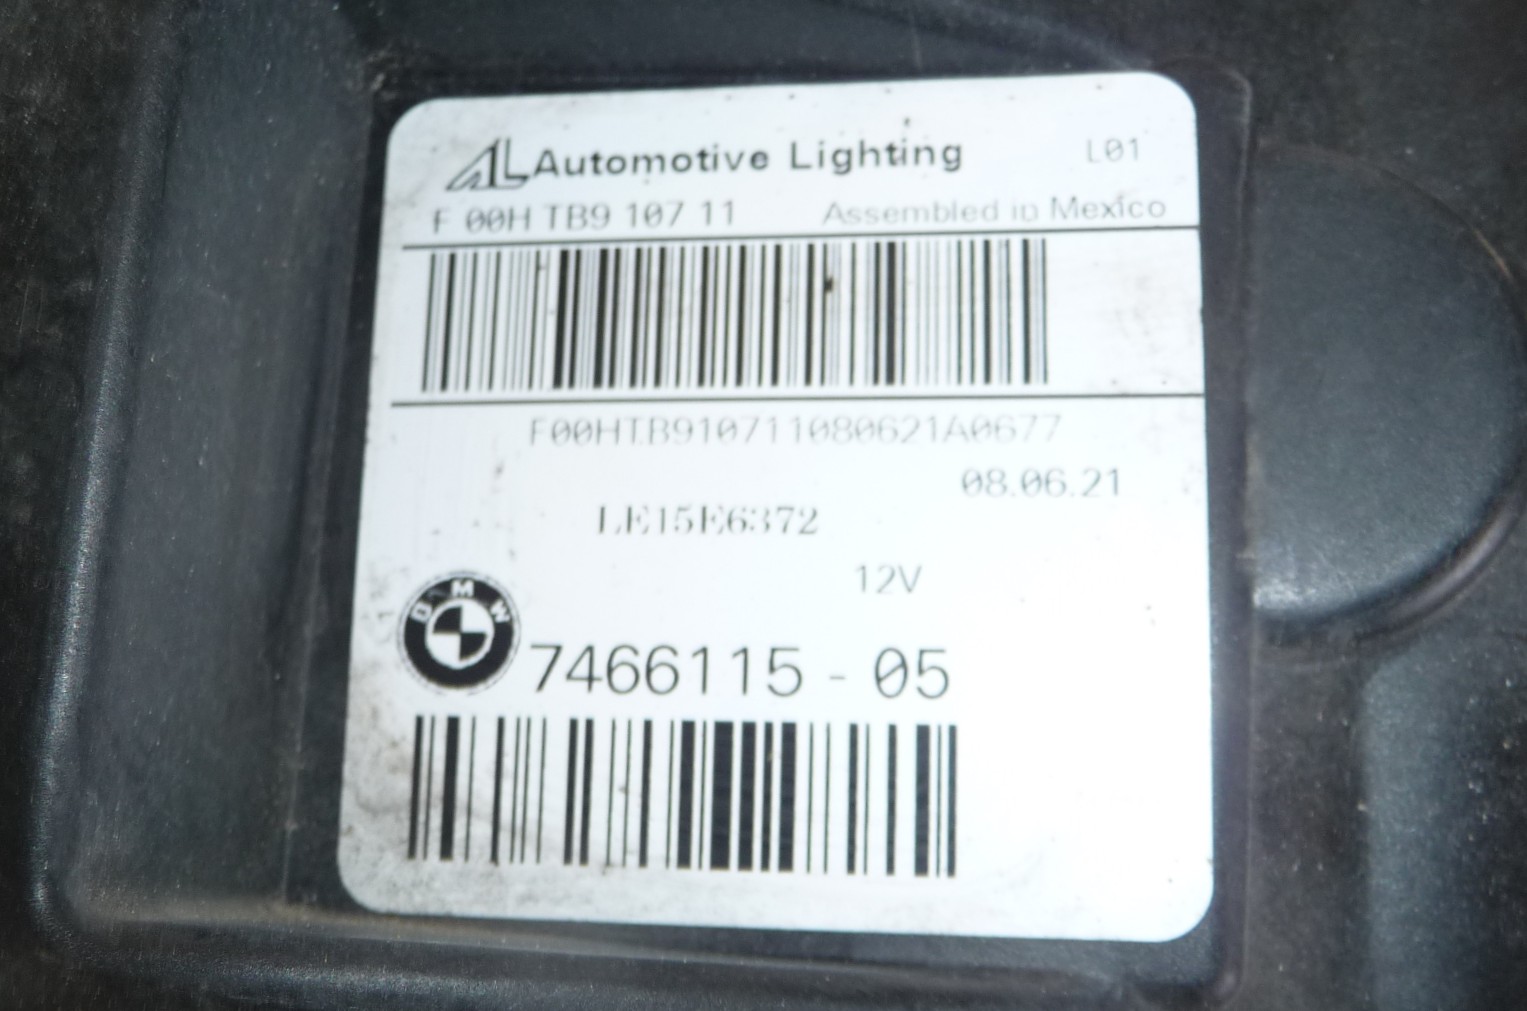 AL Automotive Lighting L01
F 00H TB9 107 11 Assembled in Mexico
F00HTB910711080621A0677
08.06.21
LE15E6372
12V
BMW 7466115 - 05